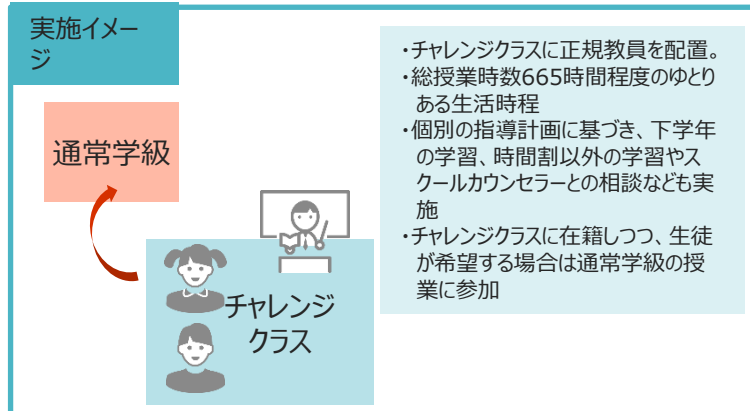 実施イメー
ジ
通常学級
チャレンジ
クラス
・チャレンジクラスに正規教員を配置。
・総授業時数665時間程度のゆとり
ある生活時程
・個別の指導計画に基づき、下学年
の学習、時間割以外の学習やス
クールカウンセラーとの相談なども実
施
・チャレンジクラスに在籍しつつ、生徒
が希望する場合は通常学級の授
業に参加